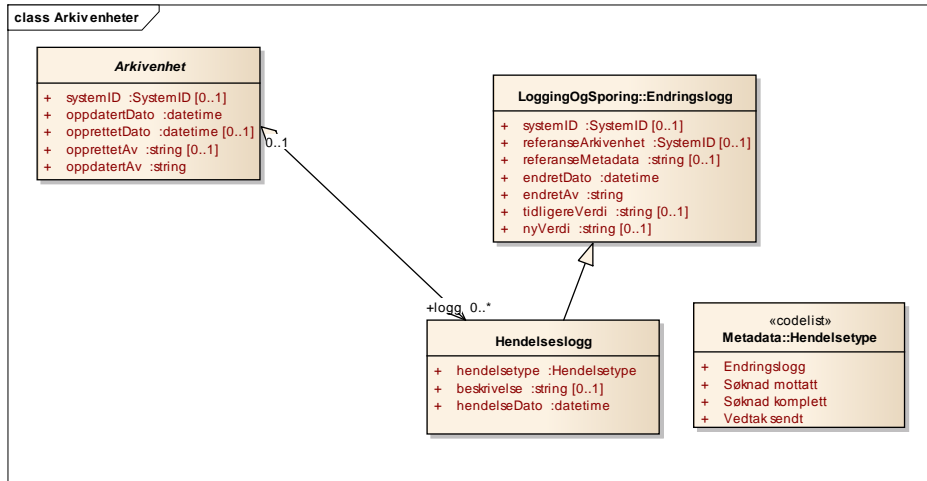 class Arkivenheter
Arkivenhet
+ systemID :SystemID [0..1]
+ oppdatertDato :datetime
+ opprettetDato :datetime [0..1]
+ opprettetAv :string [0..1]
+ oppdatertAv :string
0..1
LoggingOgSporing::Endringslogg
+ systemID :SystemID [0..1]
+ referanseArkivenhet :SystemID [0..1]
+ referanseMetadata :string [0..1]
+ endretDato :datetime
+ endretAv :string
+ tidligereVerdi :string [0..1]
+ nyVerdi :string [0..1]
+logg 0..*
Hendelseslogg
+ hendelsetype :Hendelsetype
+ beskrivelse :string [0..1]
+ hendelseDato :datetime
«codelist»
Metadata::Hendelsetype
+ Endringslogg
+ Søknad mottatt
+ Søknad komplett
+ Vedtak sendt